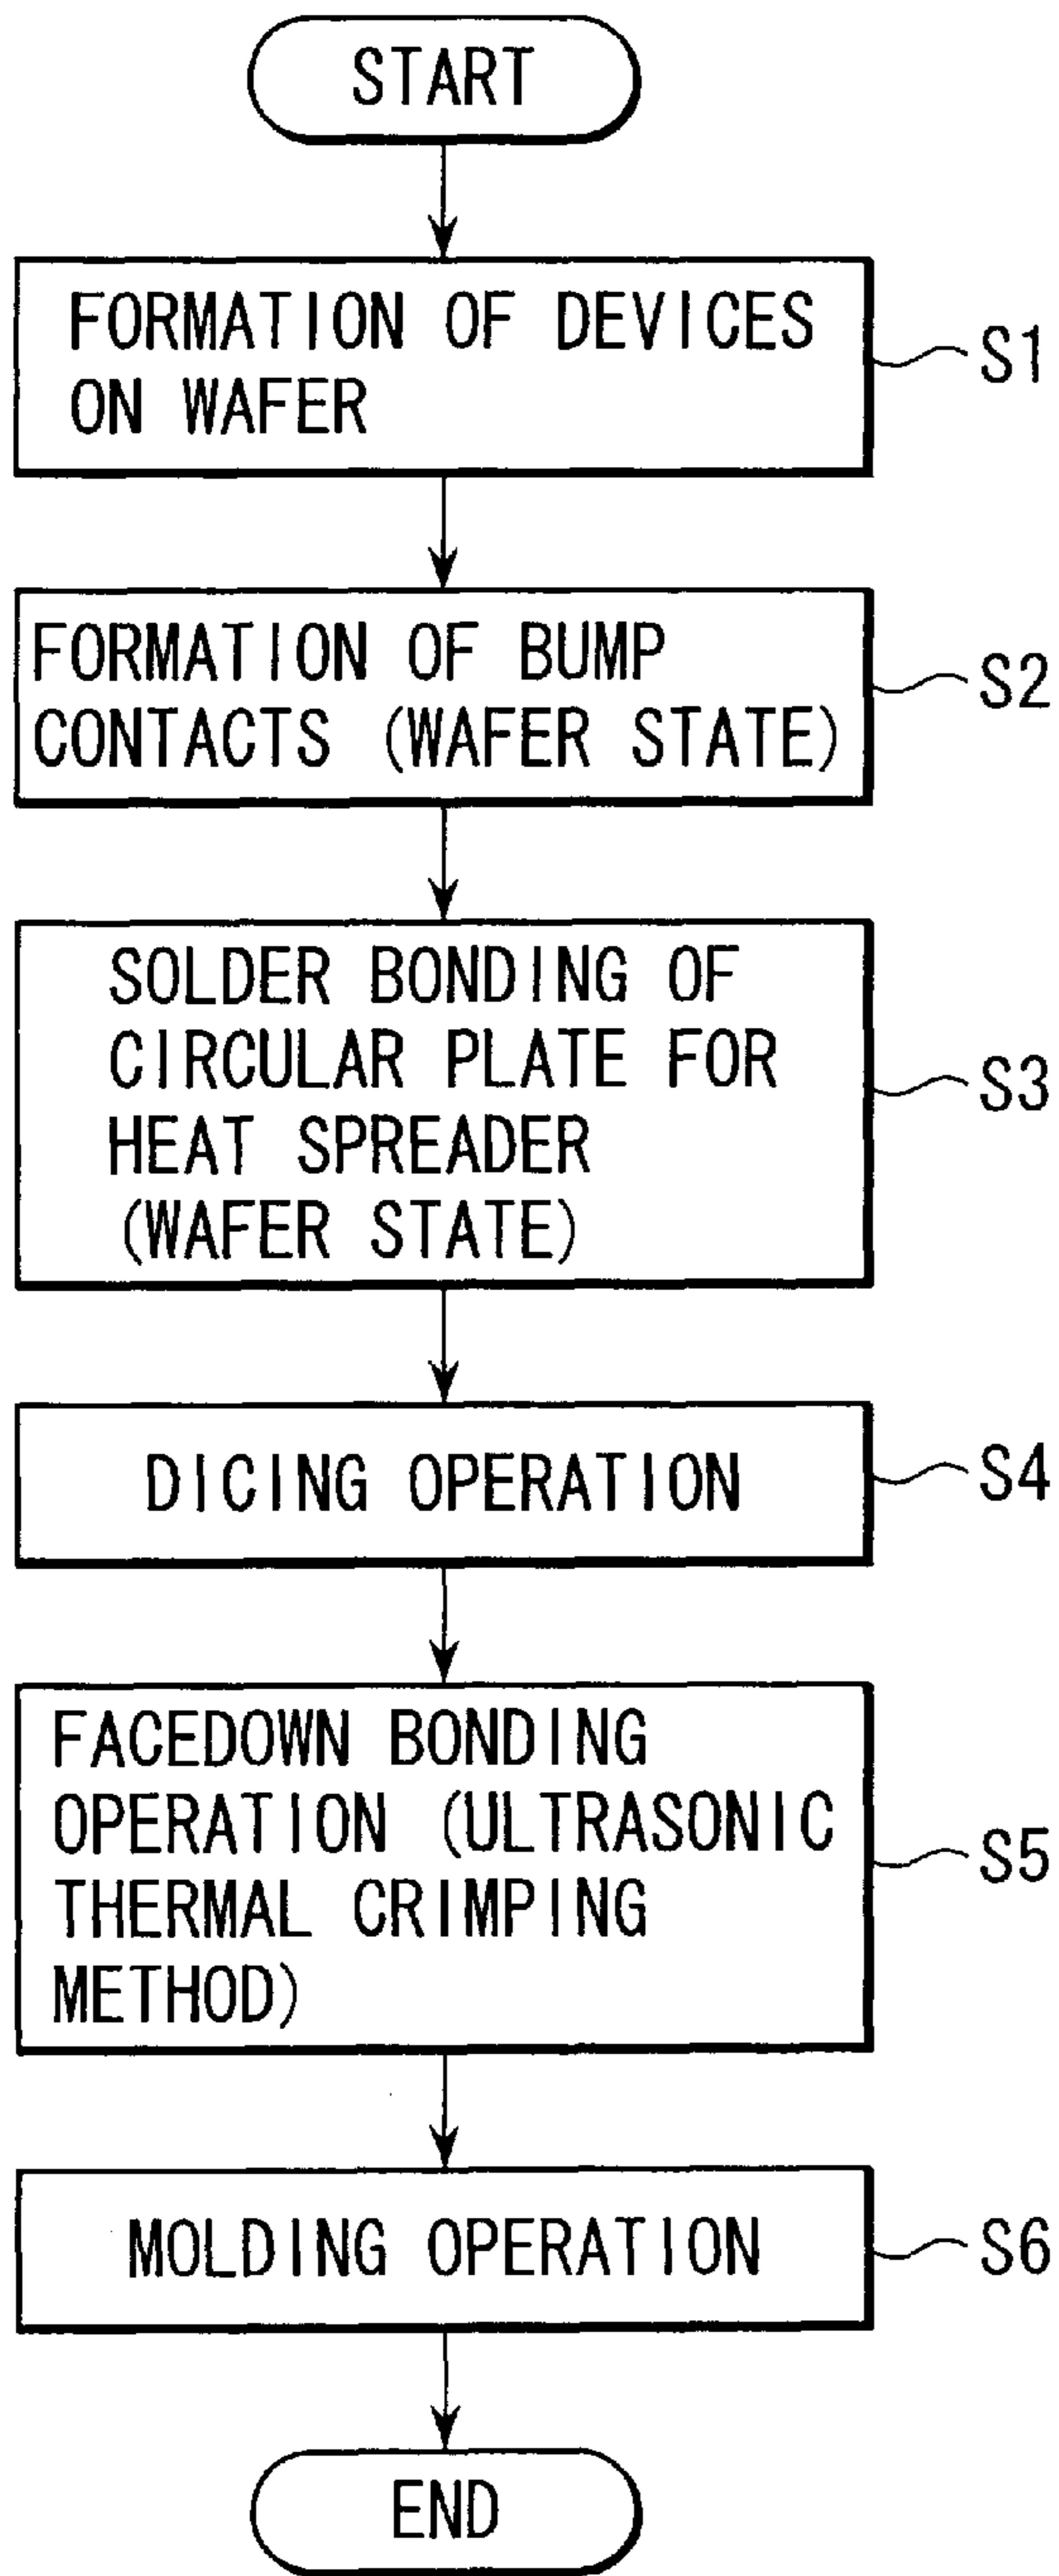 START
FORMATION OF DEVICES
ON WAFER
S1
FORMATION OF BUMP
CONTACTS (WAFER STATE)
S2
SOLDER BONDING OF
CIRCULAR PLATE FOR
HEAT SPREADER
(WAFER STATE)
S3
DICING OPERATION
S4
FACEDOWN BONDING
OPERATION (ULTRASONIC
THERMAL CRIMPING
METHOD)
S5
MOLDING OPERATION
S6
END